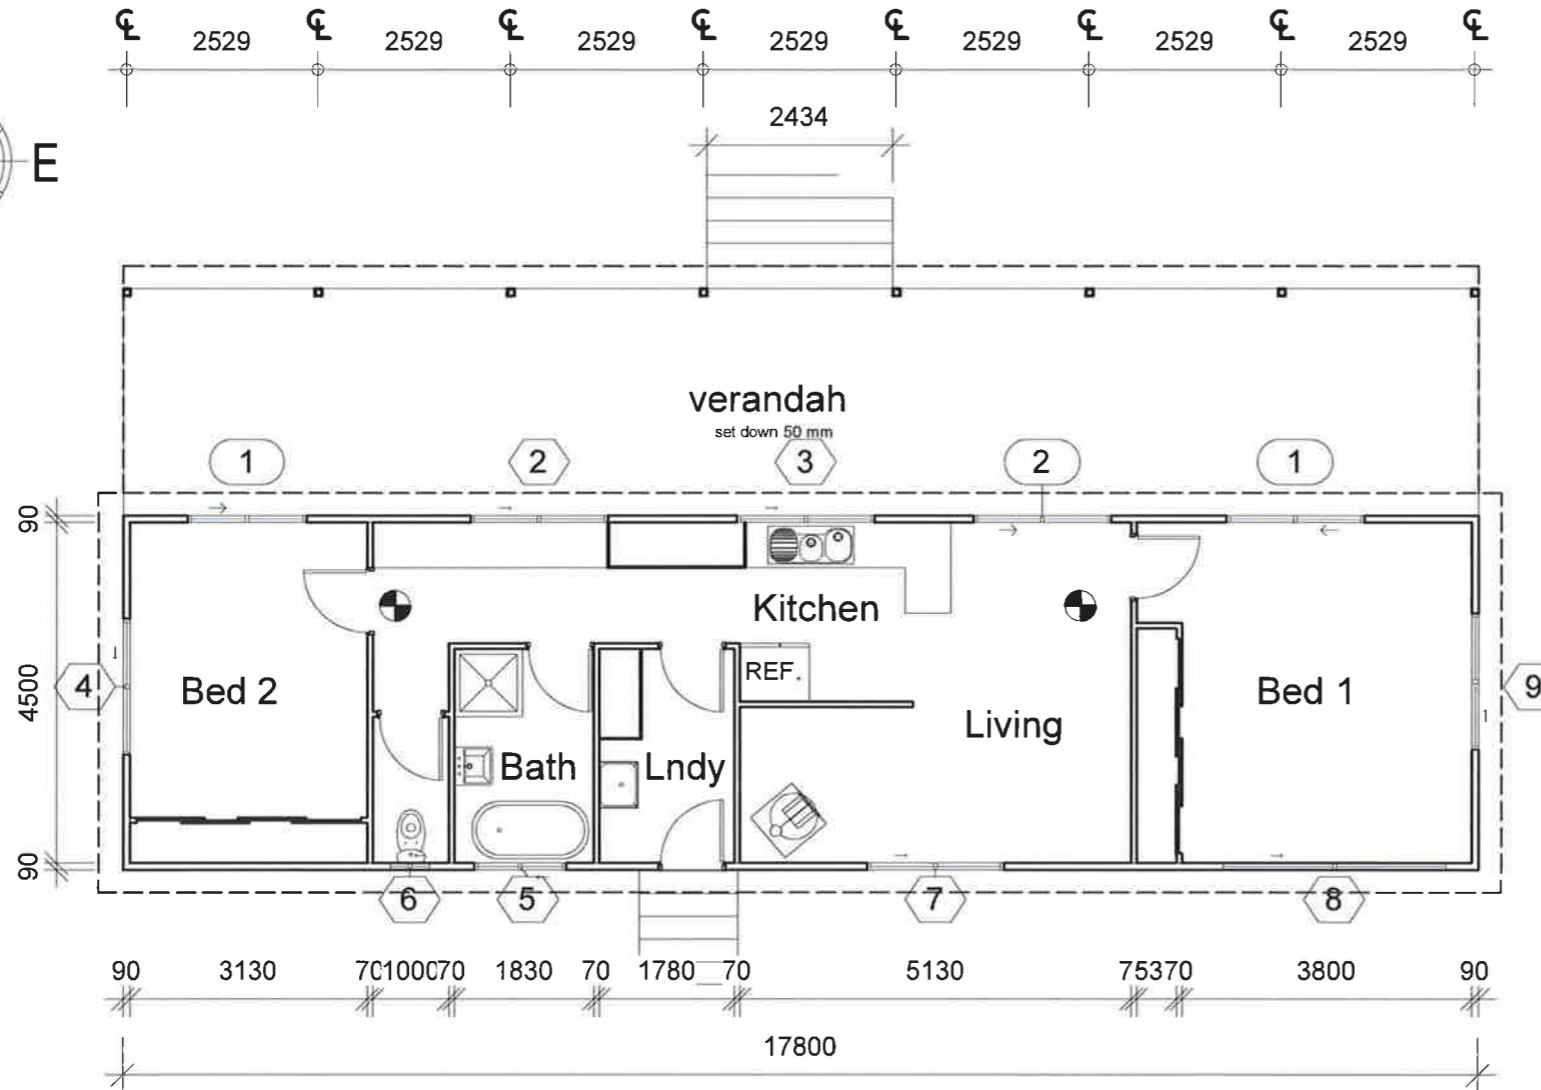 ℄ ℄ ℄ ℄ ℄ ℄ ℄ ℄
2529 2529 2529 2529 2529 2529 2529
2434
E
verandah
set down 50 mm
1 2 3 2 1
90
Kitchen
REF.
4 4500 Bed 2 Bed 1 9
Living
Bath Lndy
90
6 5 7 8
90 3130 70 1000 70 1830 70 1780 70 5130 75370 3800 90
17800